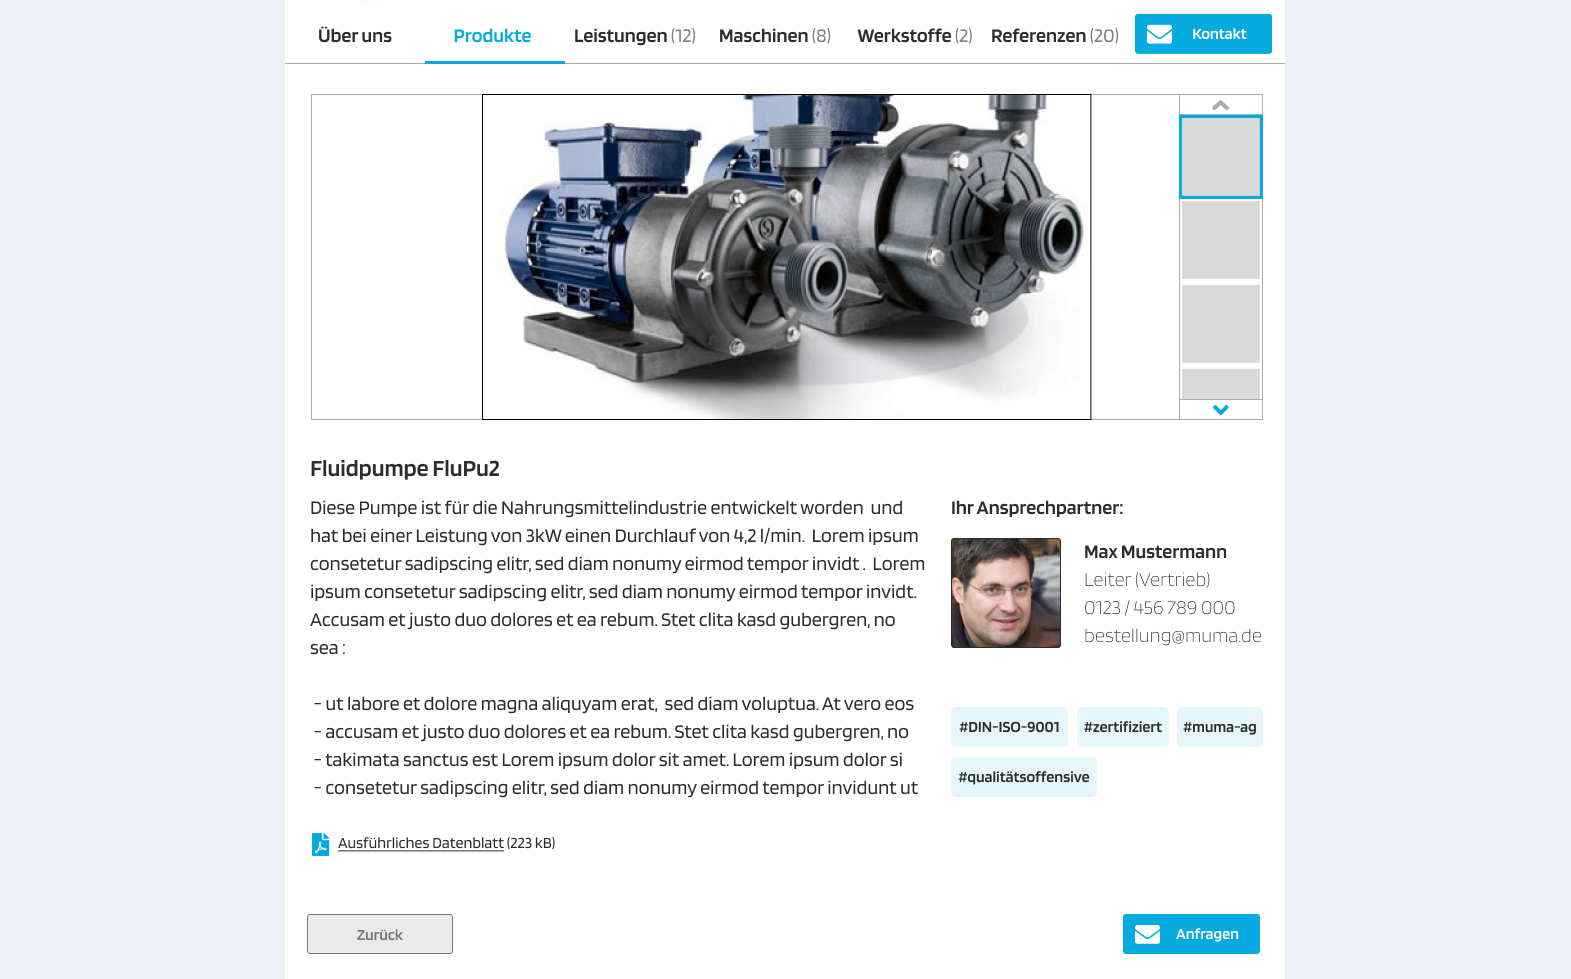 Über uns
Produkte
Leistungen (12)
Maschinen (8)
Werkstoffe (2)
Referenzen (20)
Kontakt
Fluidpumpe FluPu2
Diese Pumpe ist für die Nahrungsmittelindustrie entwickelt worden  und
hat bei einer Leistung von 3kW einen Durchlauf von 4,2 l/min.  Lorem ipsum
consetetur sadipscing elitr, sed diam nonumy eirmod tempor invidt .  Lorem
ipsum consetetur sadipscing elitr, sed diam nonumy eirmod tempor invidt.
Accusam et justo duo dolores et ea rebum. Stet clita kasd gubergren, no
sea :
- ut labore et dolore magna aliquyam erat,  sed diam voluptua. At vero eos
- accusam et justo duo dolores et ea rebum. Stet clita kasd gubergren, no
- takimata sanctus est Lorem ipsum dolor sit amet. Lorem ipsum dolor si
- consetetur sadipscing elitr, sed diam nonumy eirmod tempor invidunt ut
Ausführliches Datenblatt (223 kB)
Ihr Ansprechpartner:
Max Mustermann
Leiter (Vertrieb)
0123 / 456 789 000
bestellung@muma.de
#DIN-ISO-9001
#zertifiziert
#muma-ag
#qualitätsoffensive
Zurück
Anfragen